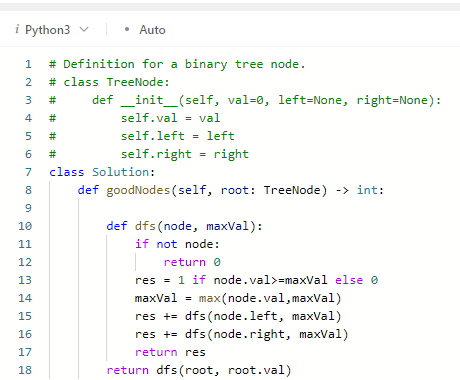 i Python3 • Auto
1 # Definition for a binary tree node.
2 # class TreeNode:
3 #     def __init__(self, val=0, left=None, right=None):
4 #         self.val = val
5 #         self.left = left
6 #         self.right = right
7 class Solution:
8     def goodNodes(self, root: TreeNode) -> int:
9
10         def dfs(node, maxVal):
11             if not node:
12                 return 0
13             res = 1 if node.val>=maxVal else 0
14             maxVal = max(node.val,maxVal)
15             res += dfs(node.left, maxVal)
16             res += dfs(node.right, maxVal)
17             return res
18         return dfs(root, root.val)